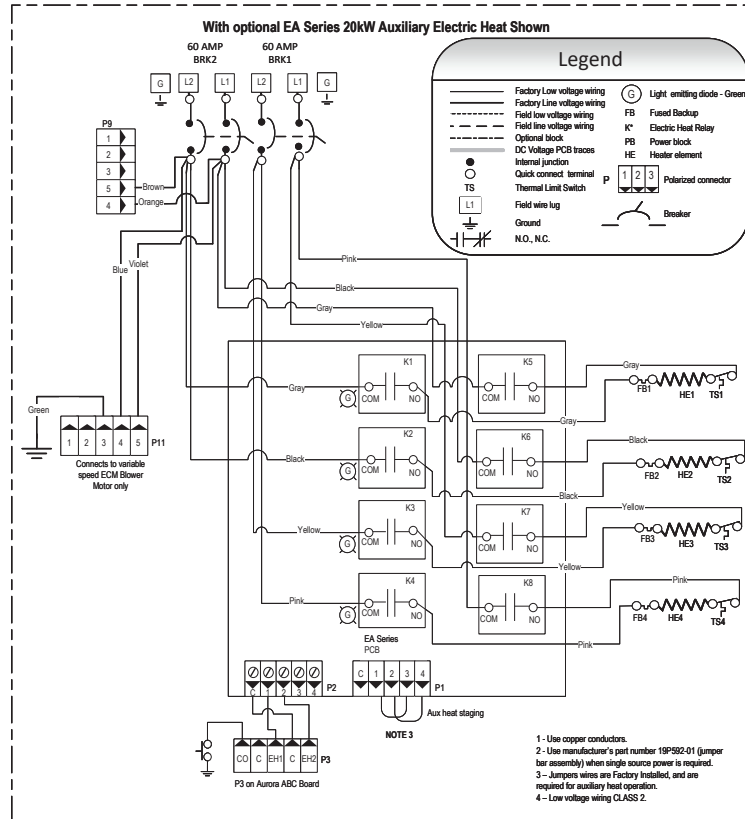 With optional EA Series 20kW Auxiliary Electric Heat Shown
60 AMP
BRK2
60 AMP
BRK1
G
L2
L1
L2
L1
G
Legend
Factory Low voltage wiring
Factory Line voltage wiring
Field low voltage wiring
Field line voltage wiring
Optional block
DC Voltage PCB traces
Internal junction
Quick connect terminal
TS
Thermal Limit Switch
L1
Field wire lug
Ground
N.O., N.C.
G
Light emitting diode - Green
FB
Fused Backup
K*
Electric Heat Relay
PB
Power block
HE
Heater element
P
1 2 3
Polarized connector
Breaker
P9
1
2
3
5
4
Brown
Orange
Blue
Violet
Pink
Black
Gray
Yellow
Green
1 2 3 4 5
P11
Connects to variable
speed ECM Blower
Motor only
Gray
G
COM
K1
NO
K5
COM
NO
Gray
Gray
FB1
HE1
TS1
Black
G
COM
K2
NO
K6
COM
NO
Black
Black
FB2
HE2
TS2
Yellow
G
COM
K3
NO
K7
COM
NO
Yellow
Yellow
FB3
HE3
TS3
Pink
G
COM
K4
NO
K8
COM
NO
Pink
Pink
FB4
HE4
TS4
EA Series
PCB
C 1 2 3 4
P2
C 1 2 3 4
P1
Aux heat staging
NOTE 3
CO C EH1 C EH2
P3
P3 on Aurora ABC Board
1 - Use copper conductors.
2 - Use manufacturer's part number 19P592-01 (jumper
bar assembly) when single source power is required.
3 – Jumpers wires are Factory Installed, and are
required for auxiliary heat operation.
4 – Low voltage wiring CLASS 2.